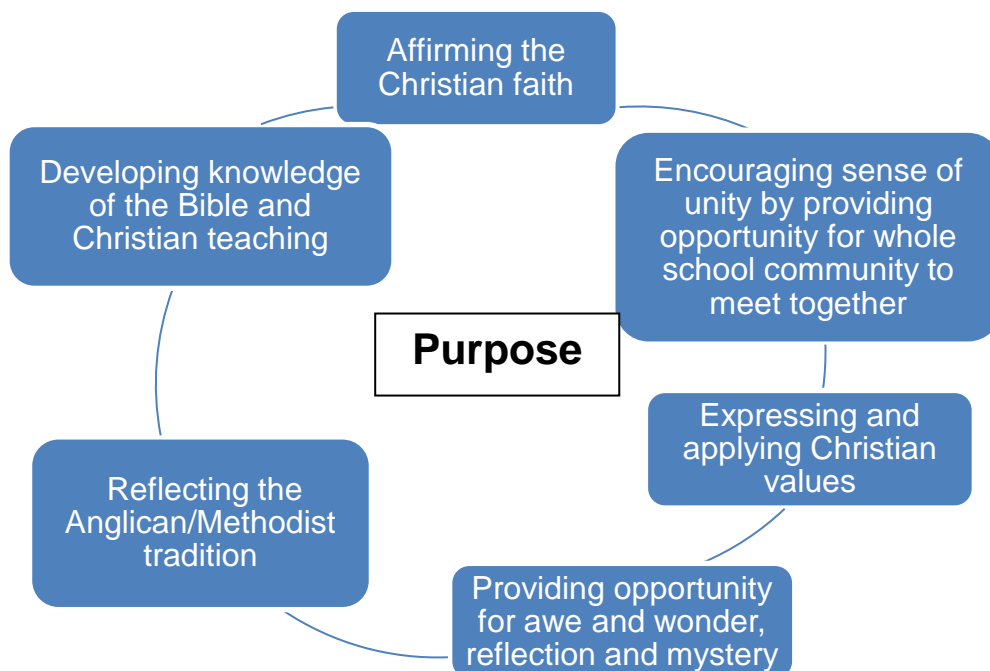 Affirming the
Christian faith
Encouraging sense of
unity by providing
opportunity for whole
school community to
meet together
Expressing and
applying Christian
values
Providing opportunity
for awe and wonder,
reflection and mystery
Reflecting the
Anglican/Methodist
tradition
Developing knowledge
of the Bible and
Christian teaching
Purpose